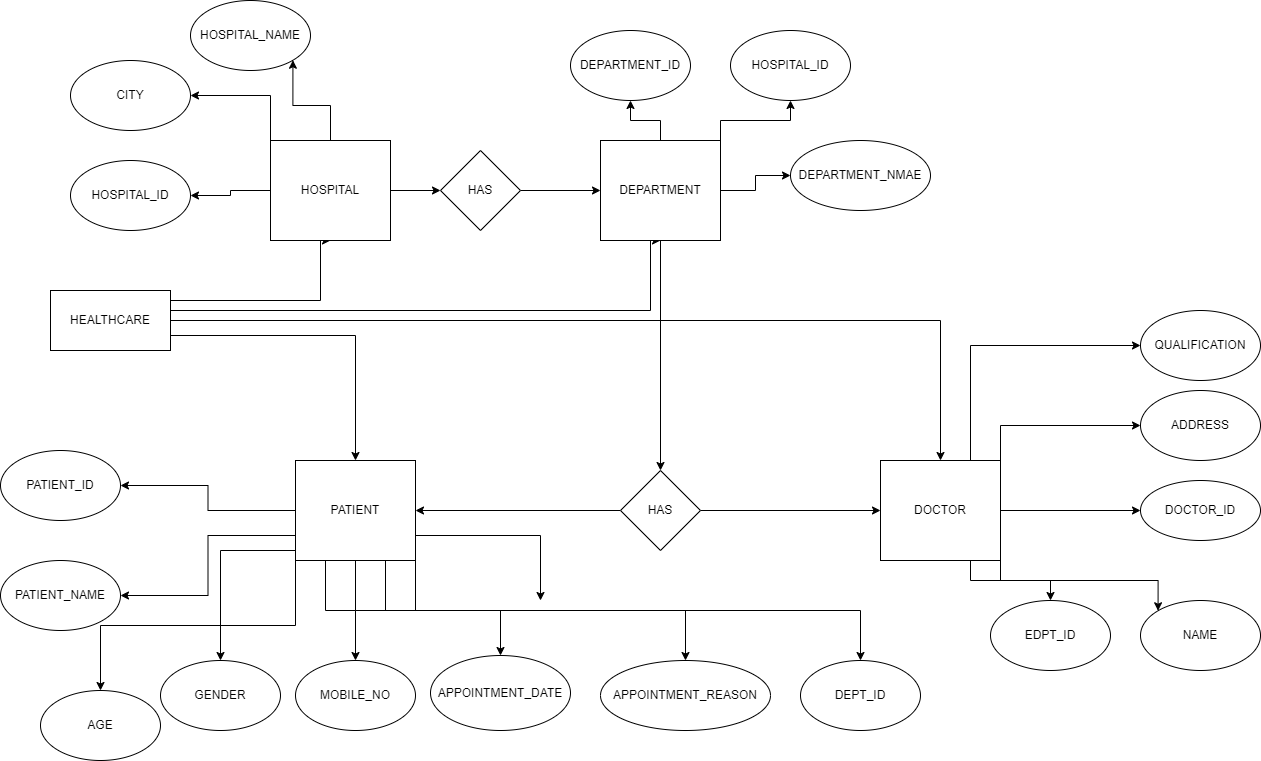 HOSPITAL_NAME
DEPARTMENT_ID
HOSPITAL_ID
CITY
HOSPITAL_ID
HOSPITAL
HAS
DEPARTMENT
DEPARTMENT_NMAE
HEALTHCARE
QUALIFICATION
ADDRESS
PATIENT_ID
PATIENT
HAS
DOCTOR
DOCTOR_ID
PATIENT_NAME
EDPT_ID
NAME
AGE
GENDER
MOBILE_NO
APPOINTMENT_DATE
APPOINTMENT_REASON
DEPT_ID